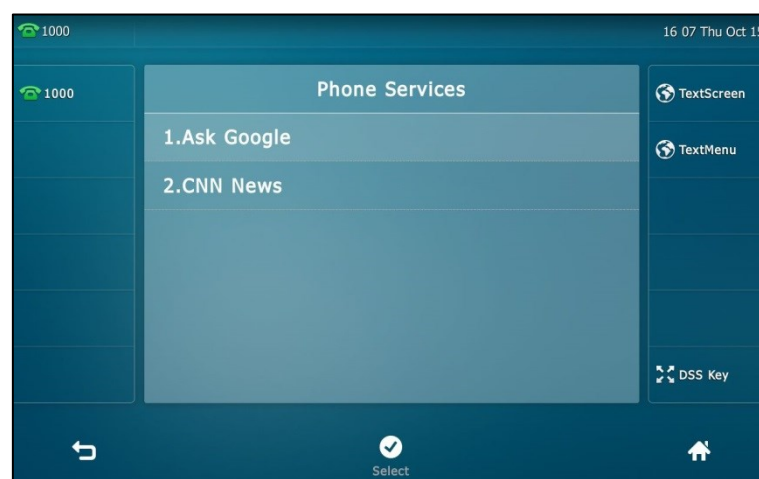 1000
16 07 Thu Oct 15
1000
Phone Services
TextScreen
1.Ask Google
TextMenu
2.CNN News
DSS Key
Select